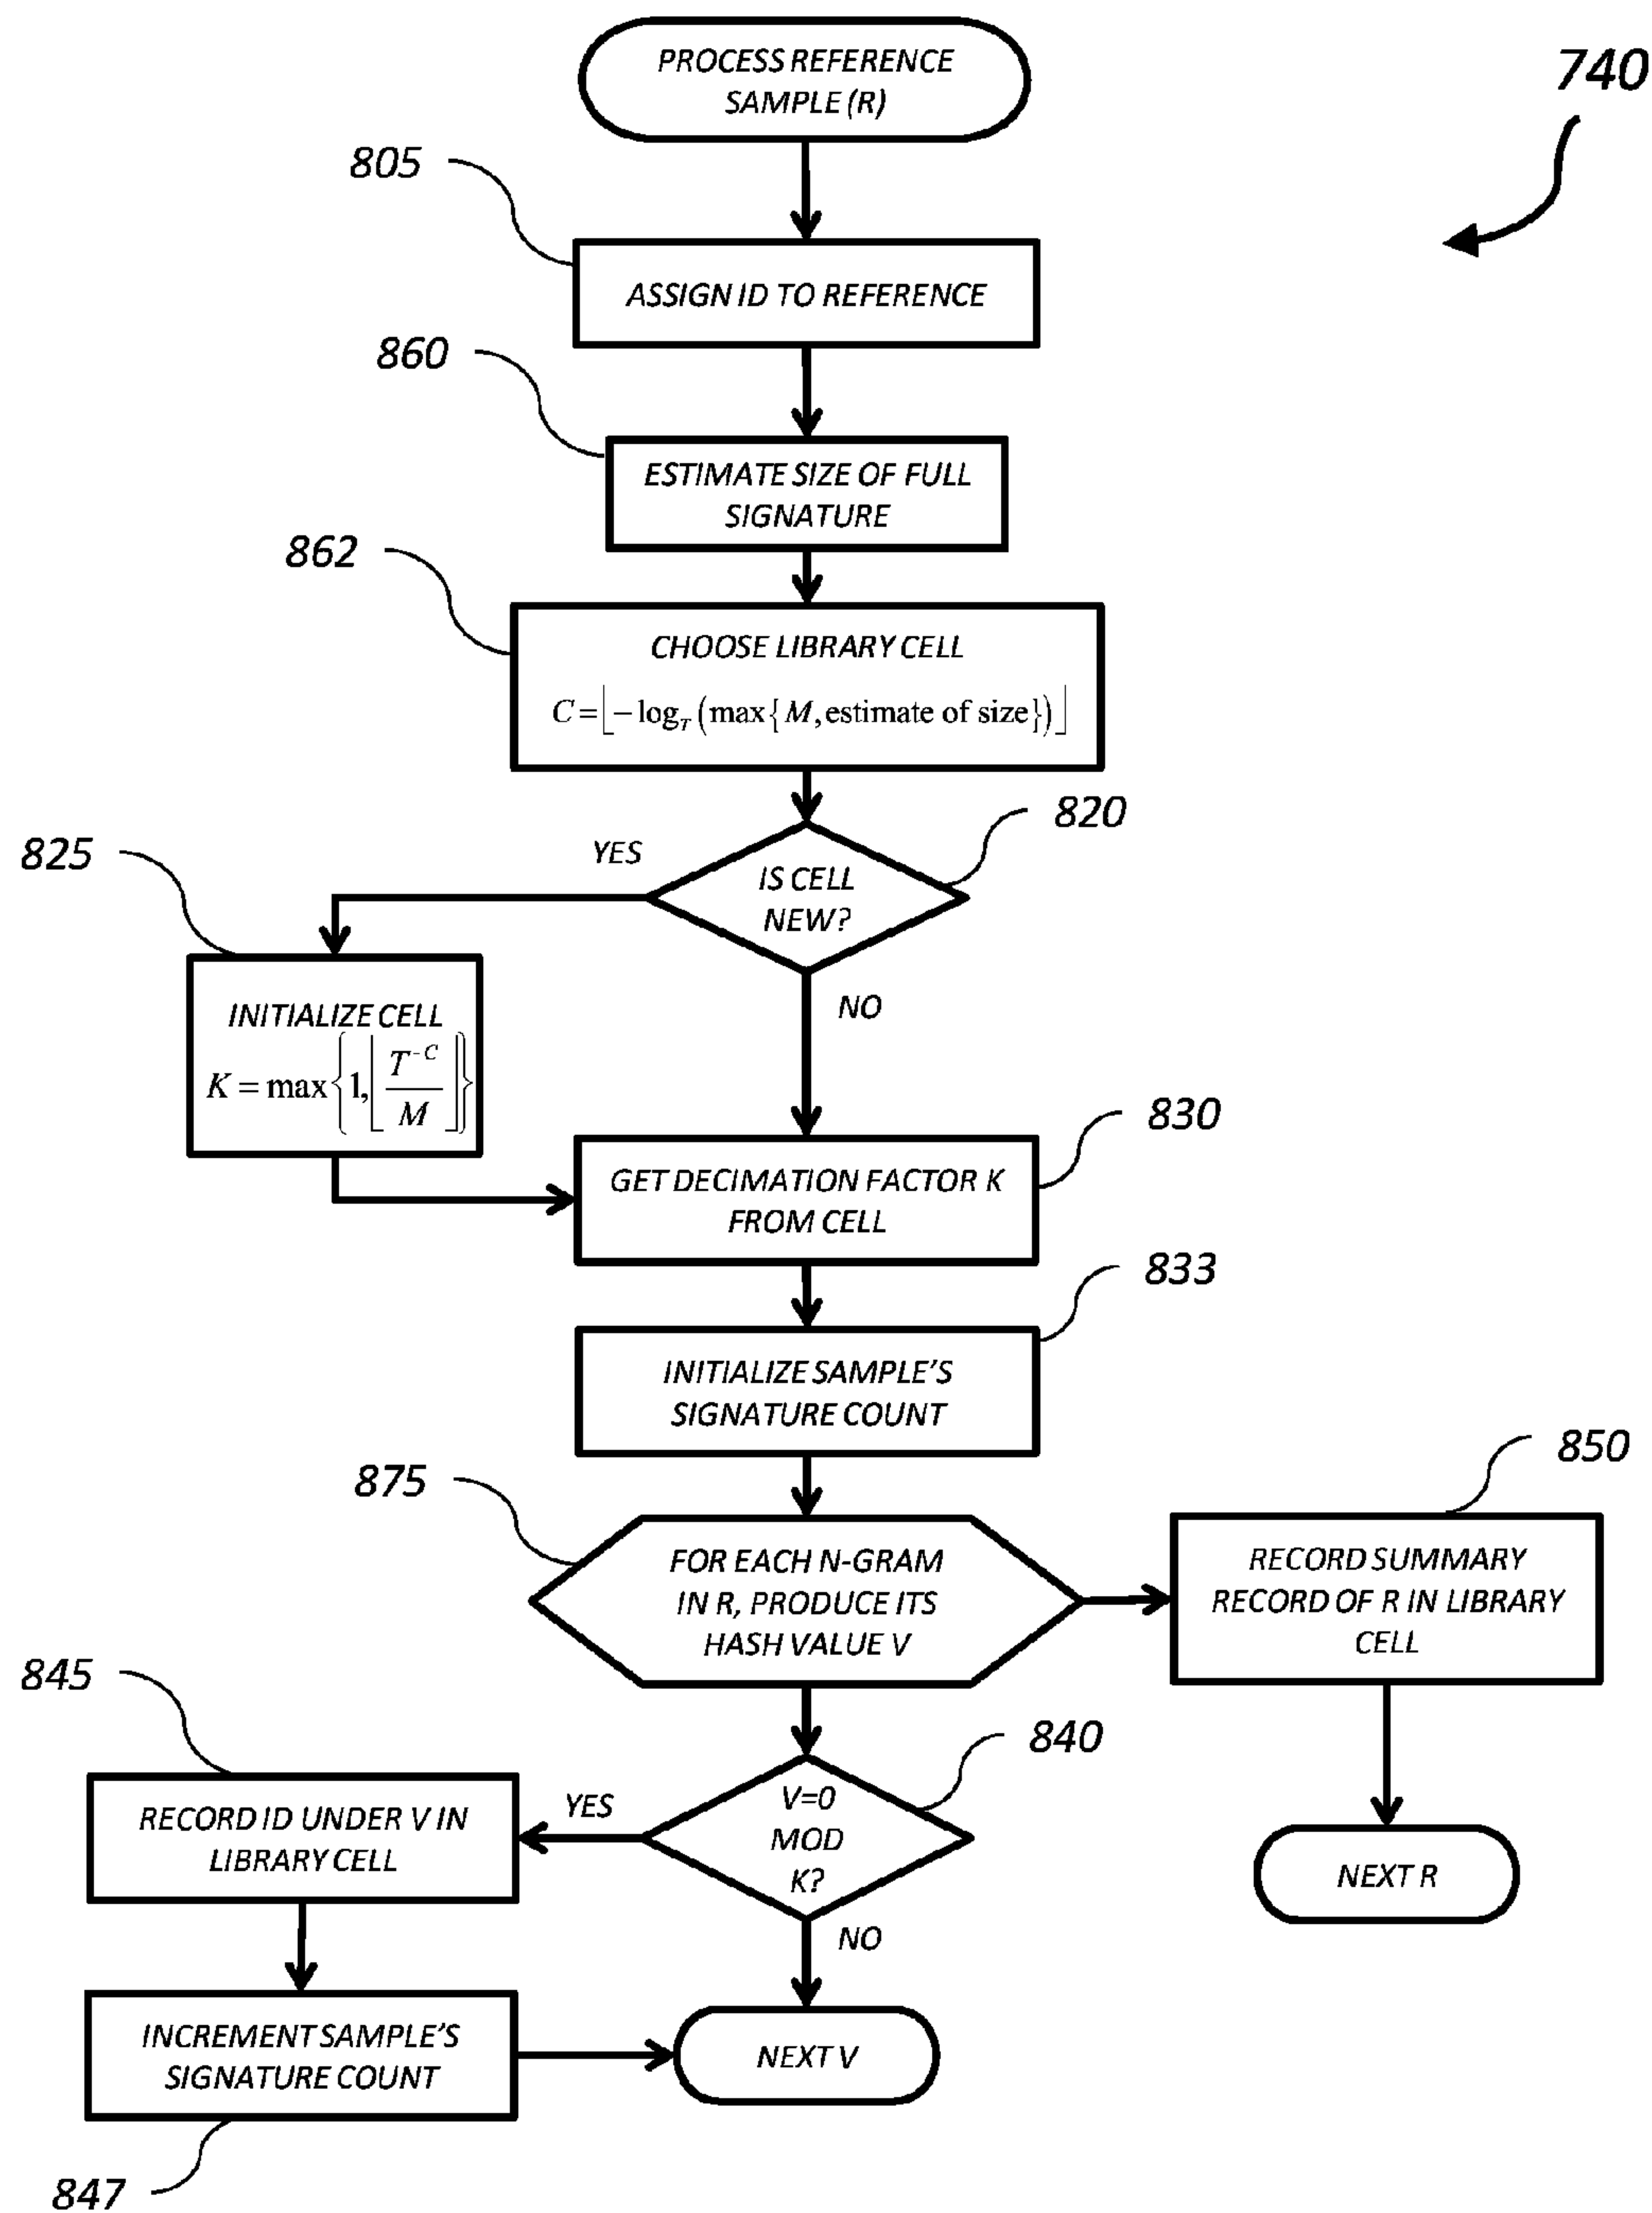 PROCESS REFERENCE
SAMPLE (R)
740
805
ASSIGN ID TO REFERENCE
860
ESTIMATE SIZE OF FULL
SIGNATURE
862
CHOOSE LIBRARY CELL
C = ⌊−log_T (max{M, estimate of size})⌋
820
825
YES
IS CELL
NEW?
NO
INITIALIZE CELL
K = max{1, ⌊T^−C / M⌋}
830
GET DECIMATION FACTOR K
FROM CELL
833
INITIALIZE SAMPLE'S
SIGNATURE COUNT
875
850
FOR EACH N-GRAM
IN R, PRODUCE ITS
HASH VALUE V
RECORD SUMMARY
RECORD OF R IN LIBRARY
CELL
845
840
RECORD ID UNDER V IN
LIBRARY CELL
YES
V=0
MOD
K?
NO
NEXT R
INCREMENT SAMPLE'S
SIGNATURE COUNT
NEXT V
847